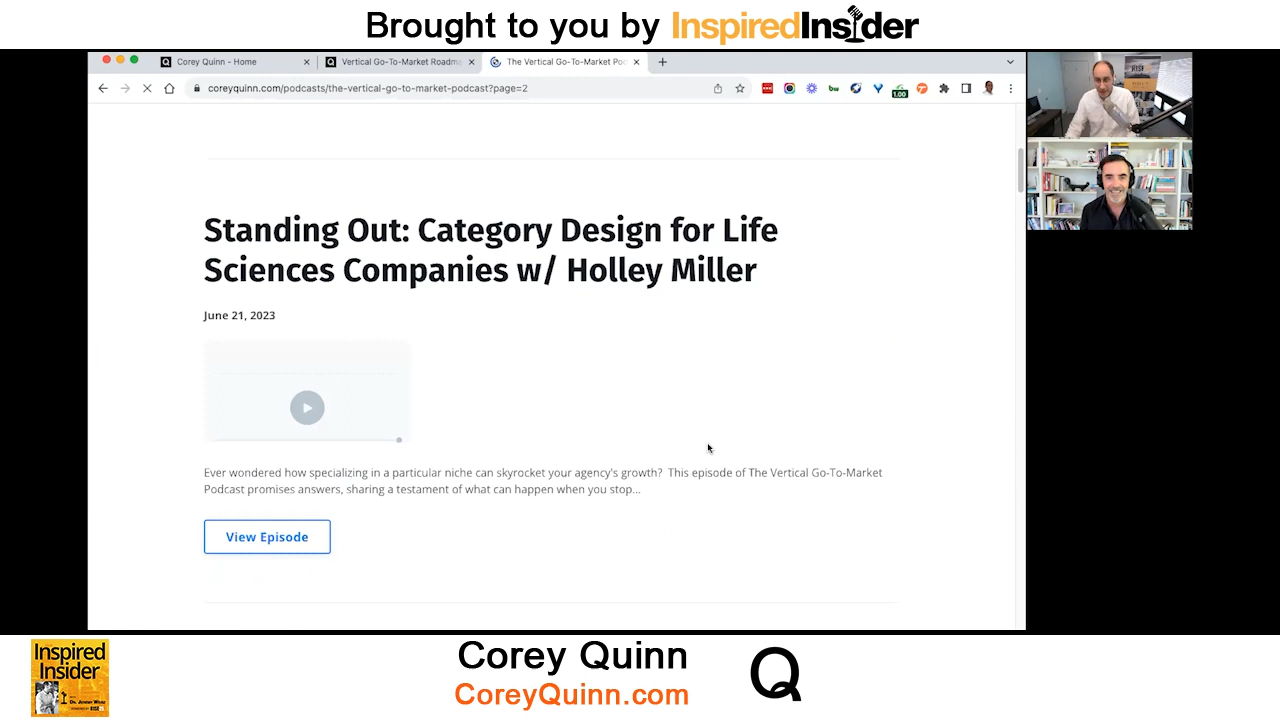 Brought to you by InspiredInsider
Corey Quinn - Home
Vertical Go-To-Market Roadm
The Vertical Go-To-Market Po
coreyquinn.com/podcasts/the-vertical-go-to-market-podcast?page=2
1.00
RISE
Standing Out: Category Design for Life
Sciences Companies w/ Holley Miller
June 21, 2023
Ever wondered how specializing in a particular niche can skyrocket your agency's growth?  This episode of The Vertical Go-To-Market
Podcast promises answers, sharing a testament of what can happen when you stop...
View Episode
Inspired
Insider
Corey Quinn
CoreyQuinn.com
Q